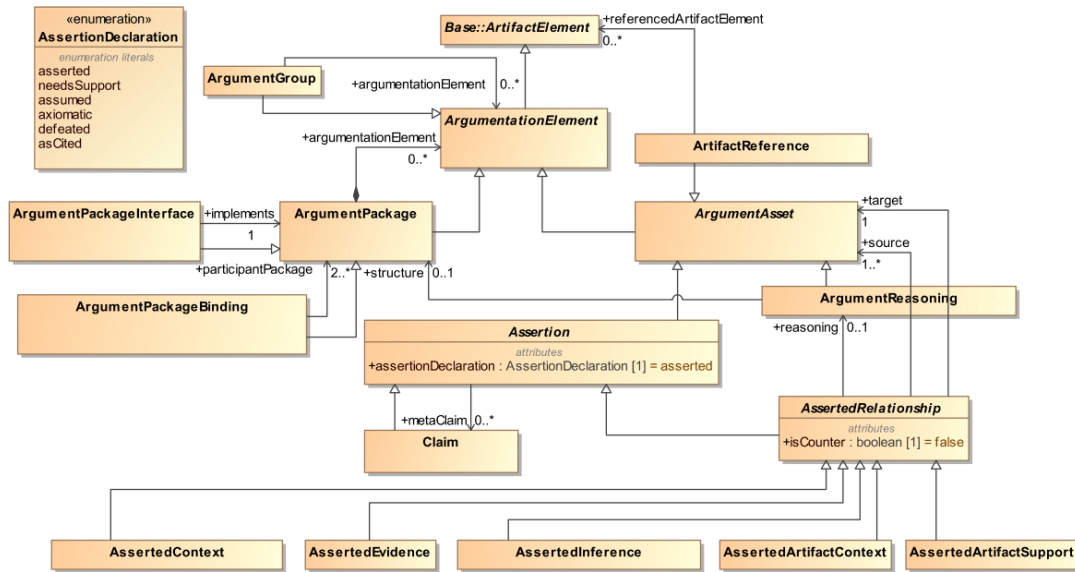 «enumeration»
AssertionDeclaration
enumeration literals
asserted
needsSupport
assumed
axiomatic
defeated
asCited
Base::ArtifactElement
+referencedArtifactElement
0..*
ArgumentGroup
+argumentationElement
0..*
ArgumentationElement
+argumentationElement
0..*
ArtifactReference
ArgumentPackageInterface
+implements
1
ArgumentPackage
ArgumentAsset
+target
1
+source
1..*
+participantPackage
2..*
+structure
0..1
ArgumentPackageBinding
ArgumentReasoning
+reasoning
0..1
Assertion
attributes
+assertionDeclaration : AssertionDeclaration [1] = asserted
+metaClaim
0..*
Claim
AssertedRelationship
attributes
+isCounter : boolean [1] = false
AssertedContext
AssertedEvidence
AssertedInference
AssertedArtifactContext
AssertedArtifactSupport